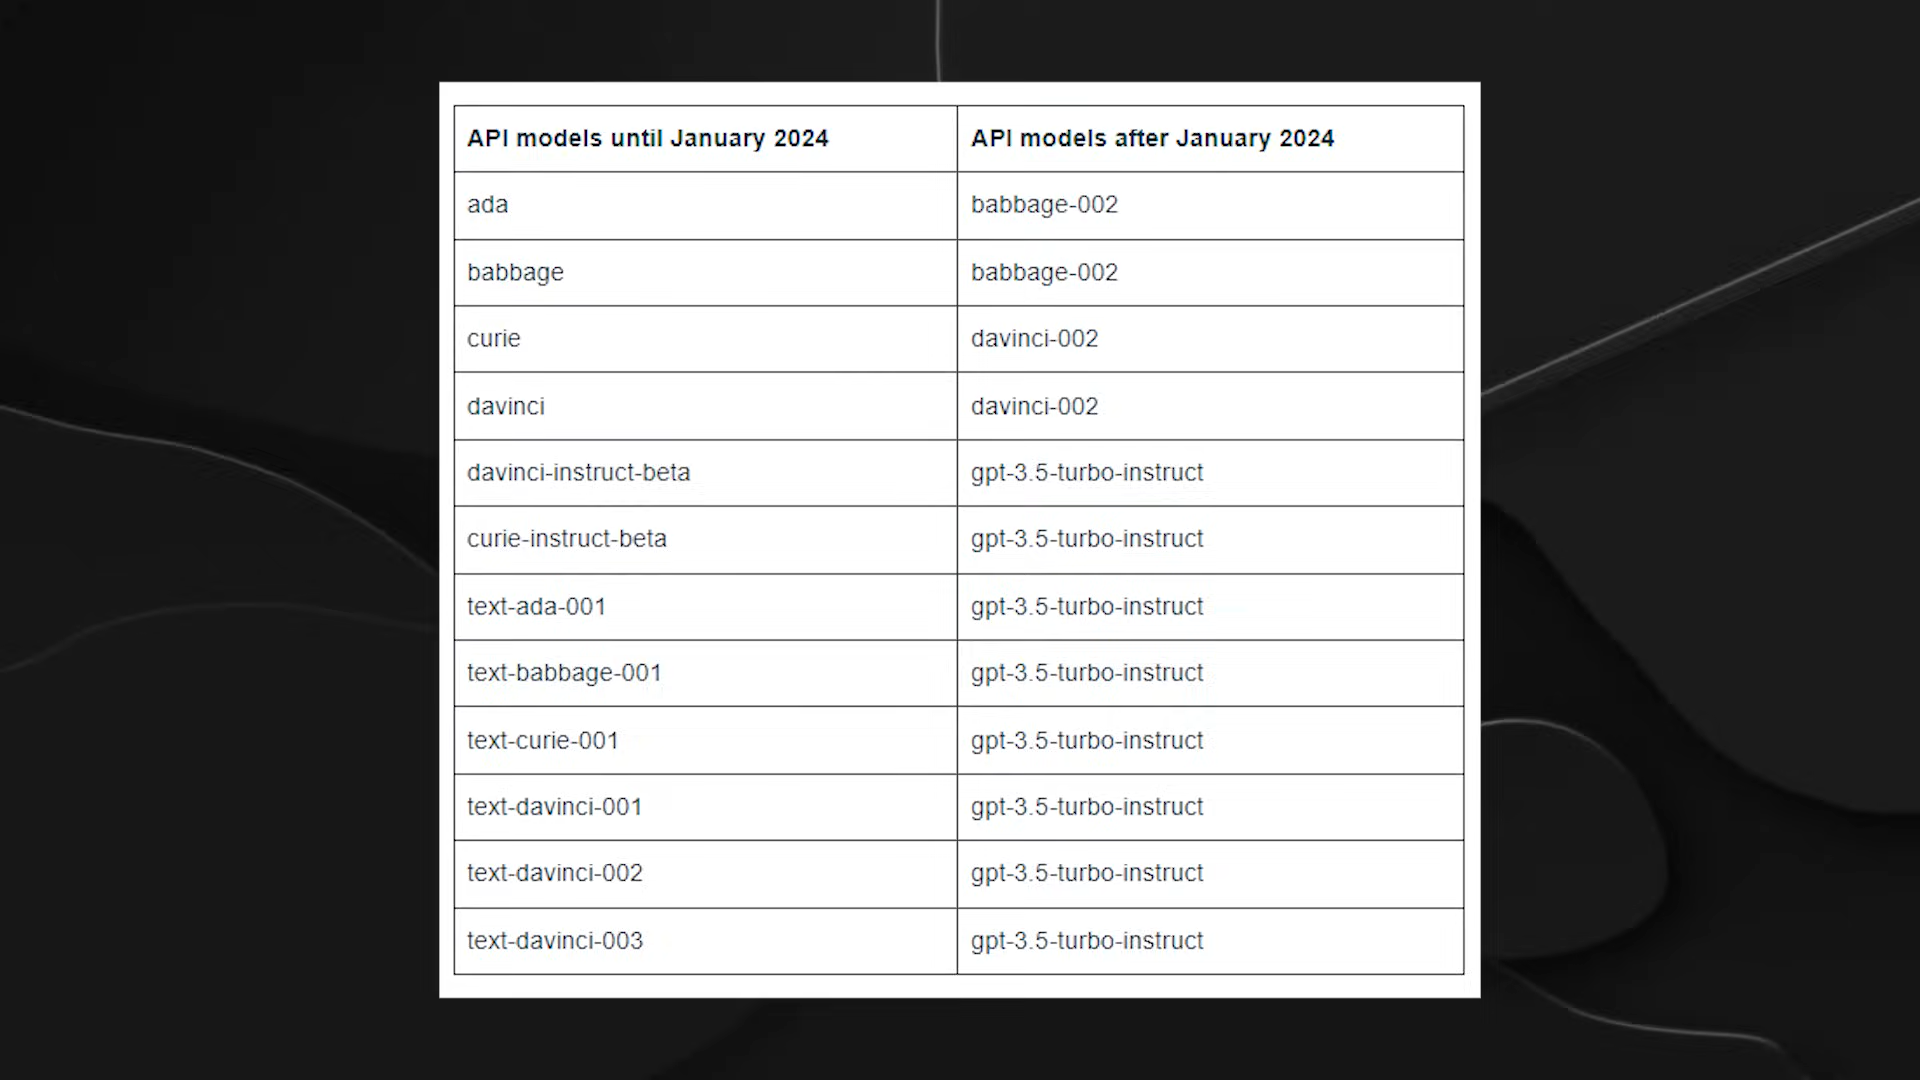 API models until January 2024 API models after January 2024
ada babbage-002
babbage babbage-002
curie davinci-002
davinci davinci-002
davinci-instruct-beta gpt-3.5-turbo-instruct
curie-instruct-beta gpt-3.5-turbo-instruct
text-ada-001 gpt-3.5-turbo-instruct
text-babbage-001 gpt-3.5-turbo-instruct
text-curie-001 gpt-3.5-turbo-instruct
text-davinci-001 gpt-3.5-turbo-instruct
text-davinci-002 gpt-3.5-turbo-instruct
text-davinci-003 gpt-3.5-turbo-instruct